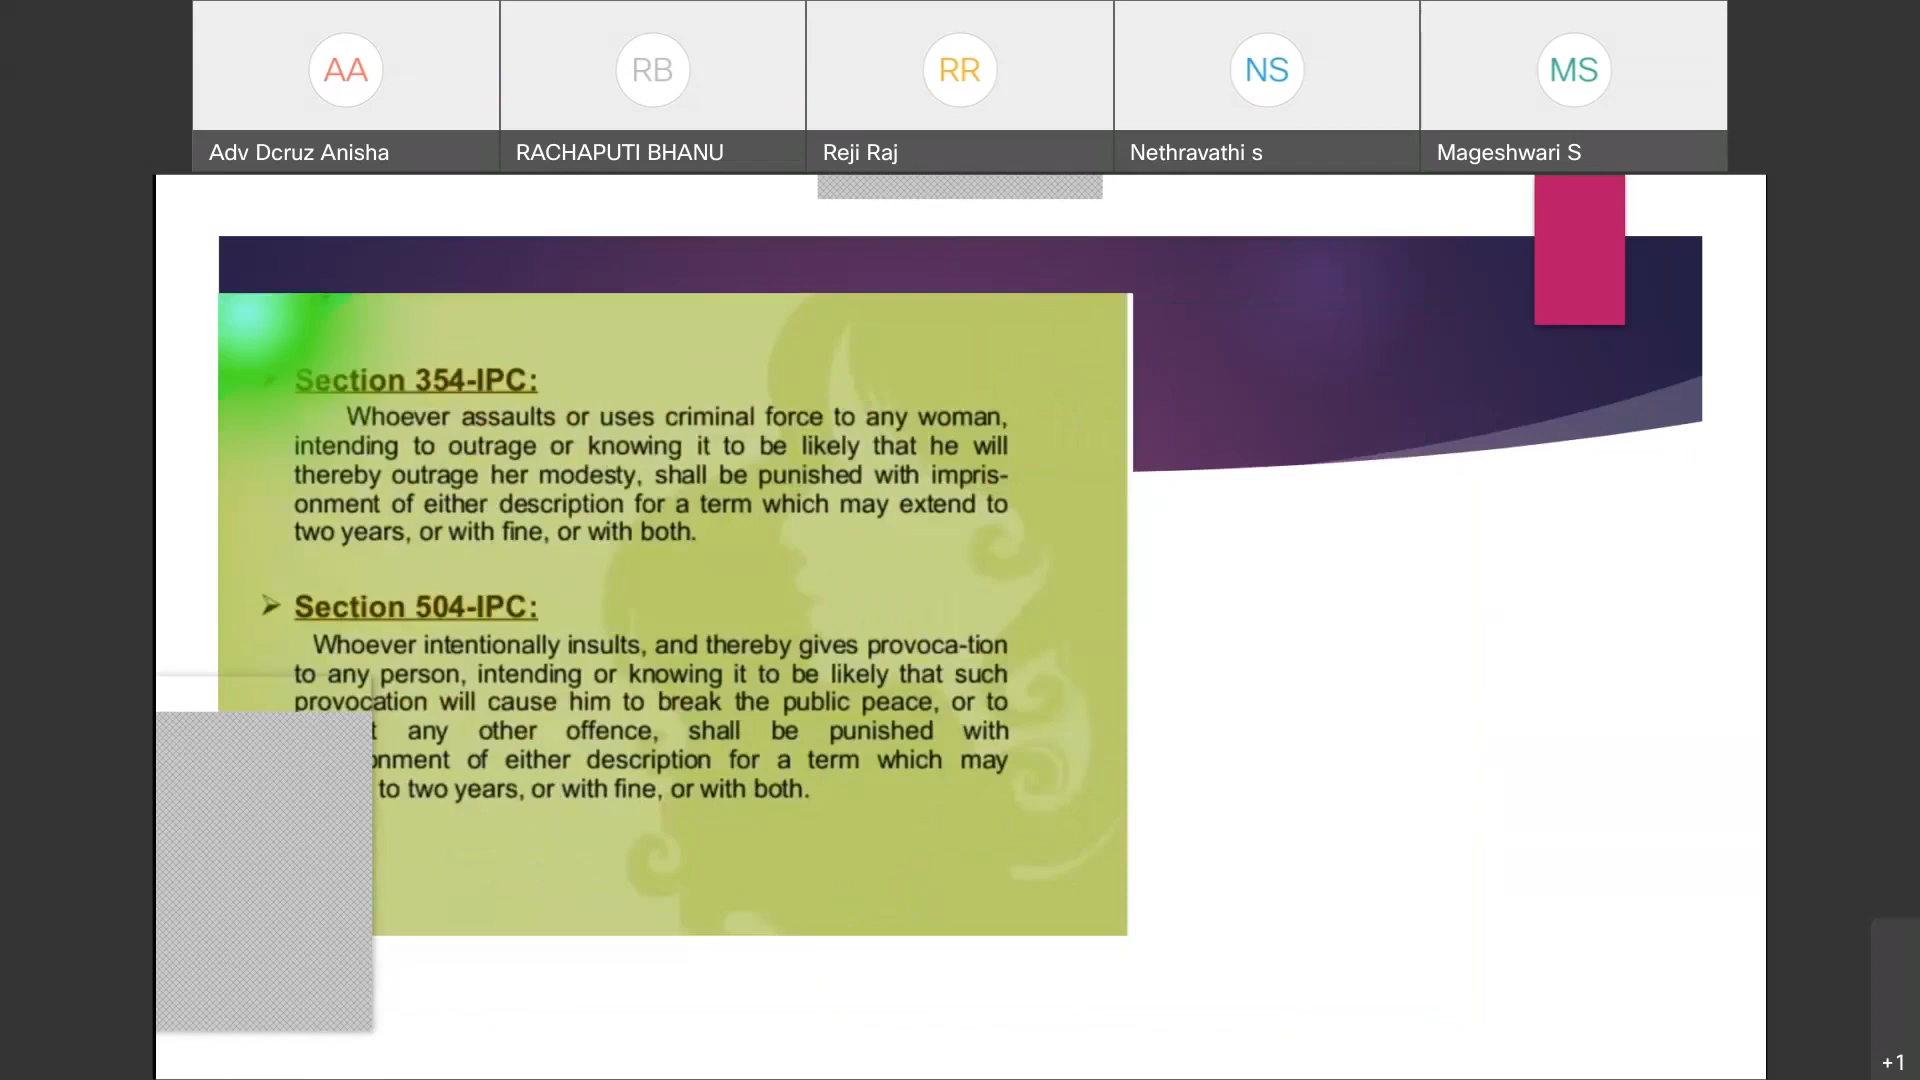 AA RB RR NS MS
Adv Dcruz Anisha RACHAPUTI BHANU Reji Raj Nethravathi s Mageshwari S
Section 354-IPC:
Whoever assaults or uses criminal force to any woman,
intending to outrage or knowing it to be likely that he will
thereby outrage her modesty, shall be punished with impris-
onment of either description for a term which may extend to
two years, or with fine, or with both.
➢ Section 504-IPC:
Whoever intentionally insults, and thereby gives provoca-tion
to any person, intending or knowing it to be likely that such
provocation will cause him to break the public peace, or to
any other offence, shall be punished with
onment of either description for a term which may
to two years, or with fine, or with both.
+1